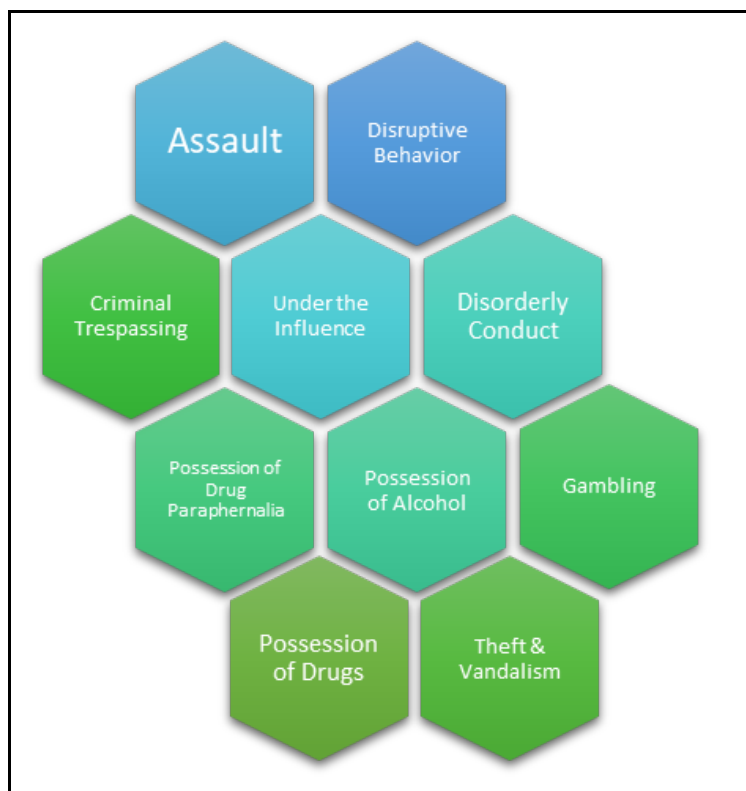 Assault
Disruptive
Behavior
Criminal
Trespassing
Under the
Influence
Disorderly
Conduct
Possession of
Drug
Paraphernalia
Possession
of Alcohol
Gambling
Possession
of Drugs
Theft &
Vandalism